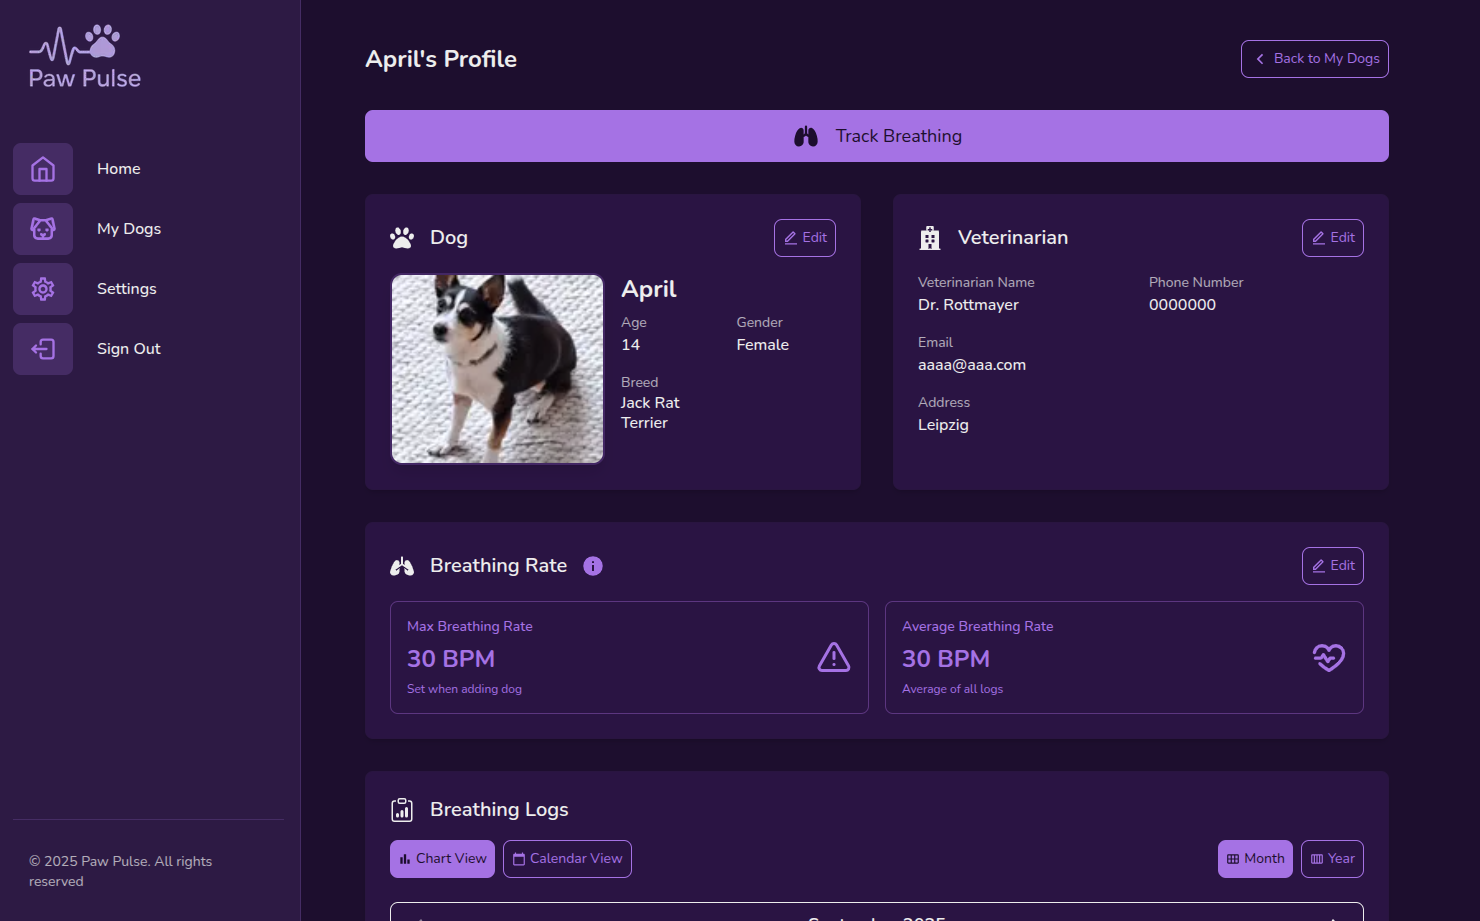 Paw Pulse
Home
My Dogs
Settings
Sign Out
© 2025 Paw Pulse. All rights
reserved
April's Profile
Back to My Dogs
Track Breathing
Dog
Edit
April
Age
Gender
14
Female
Breed
Jack Rat
Terrier
Veterinarian
Edit
Veterinarian Name
Phone Number
Dr. Rottmayer
0000000
Email
aaaa@aaa.com
Address
Leipzig
Breathing Rate
Edit
Max Breathing Rate
30 BPM
Set when adding dog
Average Breathing Rate
30 BPM
Average of all logs
Breathing Logs
Chart View
Calendar View
Month
Year
September 2025